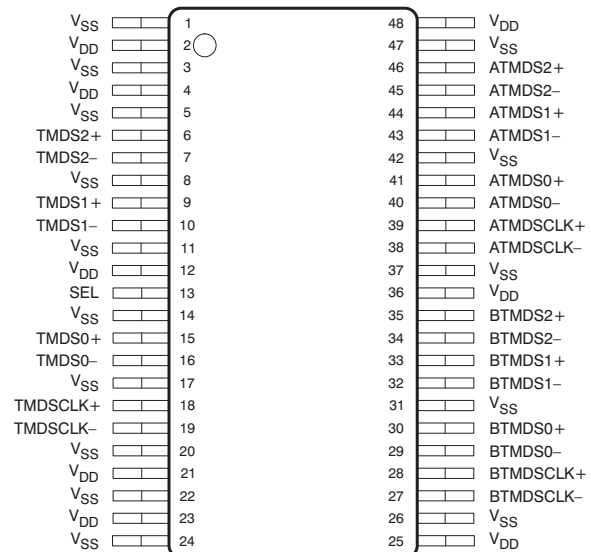 VSS 1 48 VDD
VDD 2 47 VSS
VSS 3 46 ATMDS2+
VDD 4 45 ATMDS2−
VSS 5 44 ATMDS1+
TMDS2+ 6 43 ATMDS1−
TMDS2− 7 42 VSS
VSS 8 41 ATMDS0+
TMDS1+ 9 40 ATMDS0−
TMDS1− 10 39 ATMDSCLK+
VSS 11 38 ATMDSCLK−
VDD 12 37 VSS
SEL 13 36 VDD
VSS 14 35 BTMDS2+
TMDS0+ 15 34 BTMDS2−
TMDS0− 16 33 BTMDS1+
VSS 17 32 BTMDS1−
TMDSCLK+ 18 31 VSS
TMDSCLK− 19 30 BTMDS0+
VSS 20 29 BTMDS0−
VDD 21 28 BTMDSCLK+
VSS 22 27 BTMDSCLK−
VDD 23 26 VSS
VSS 24 25 VDD